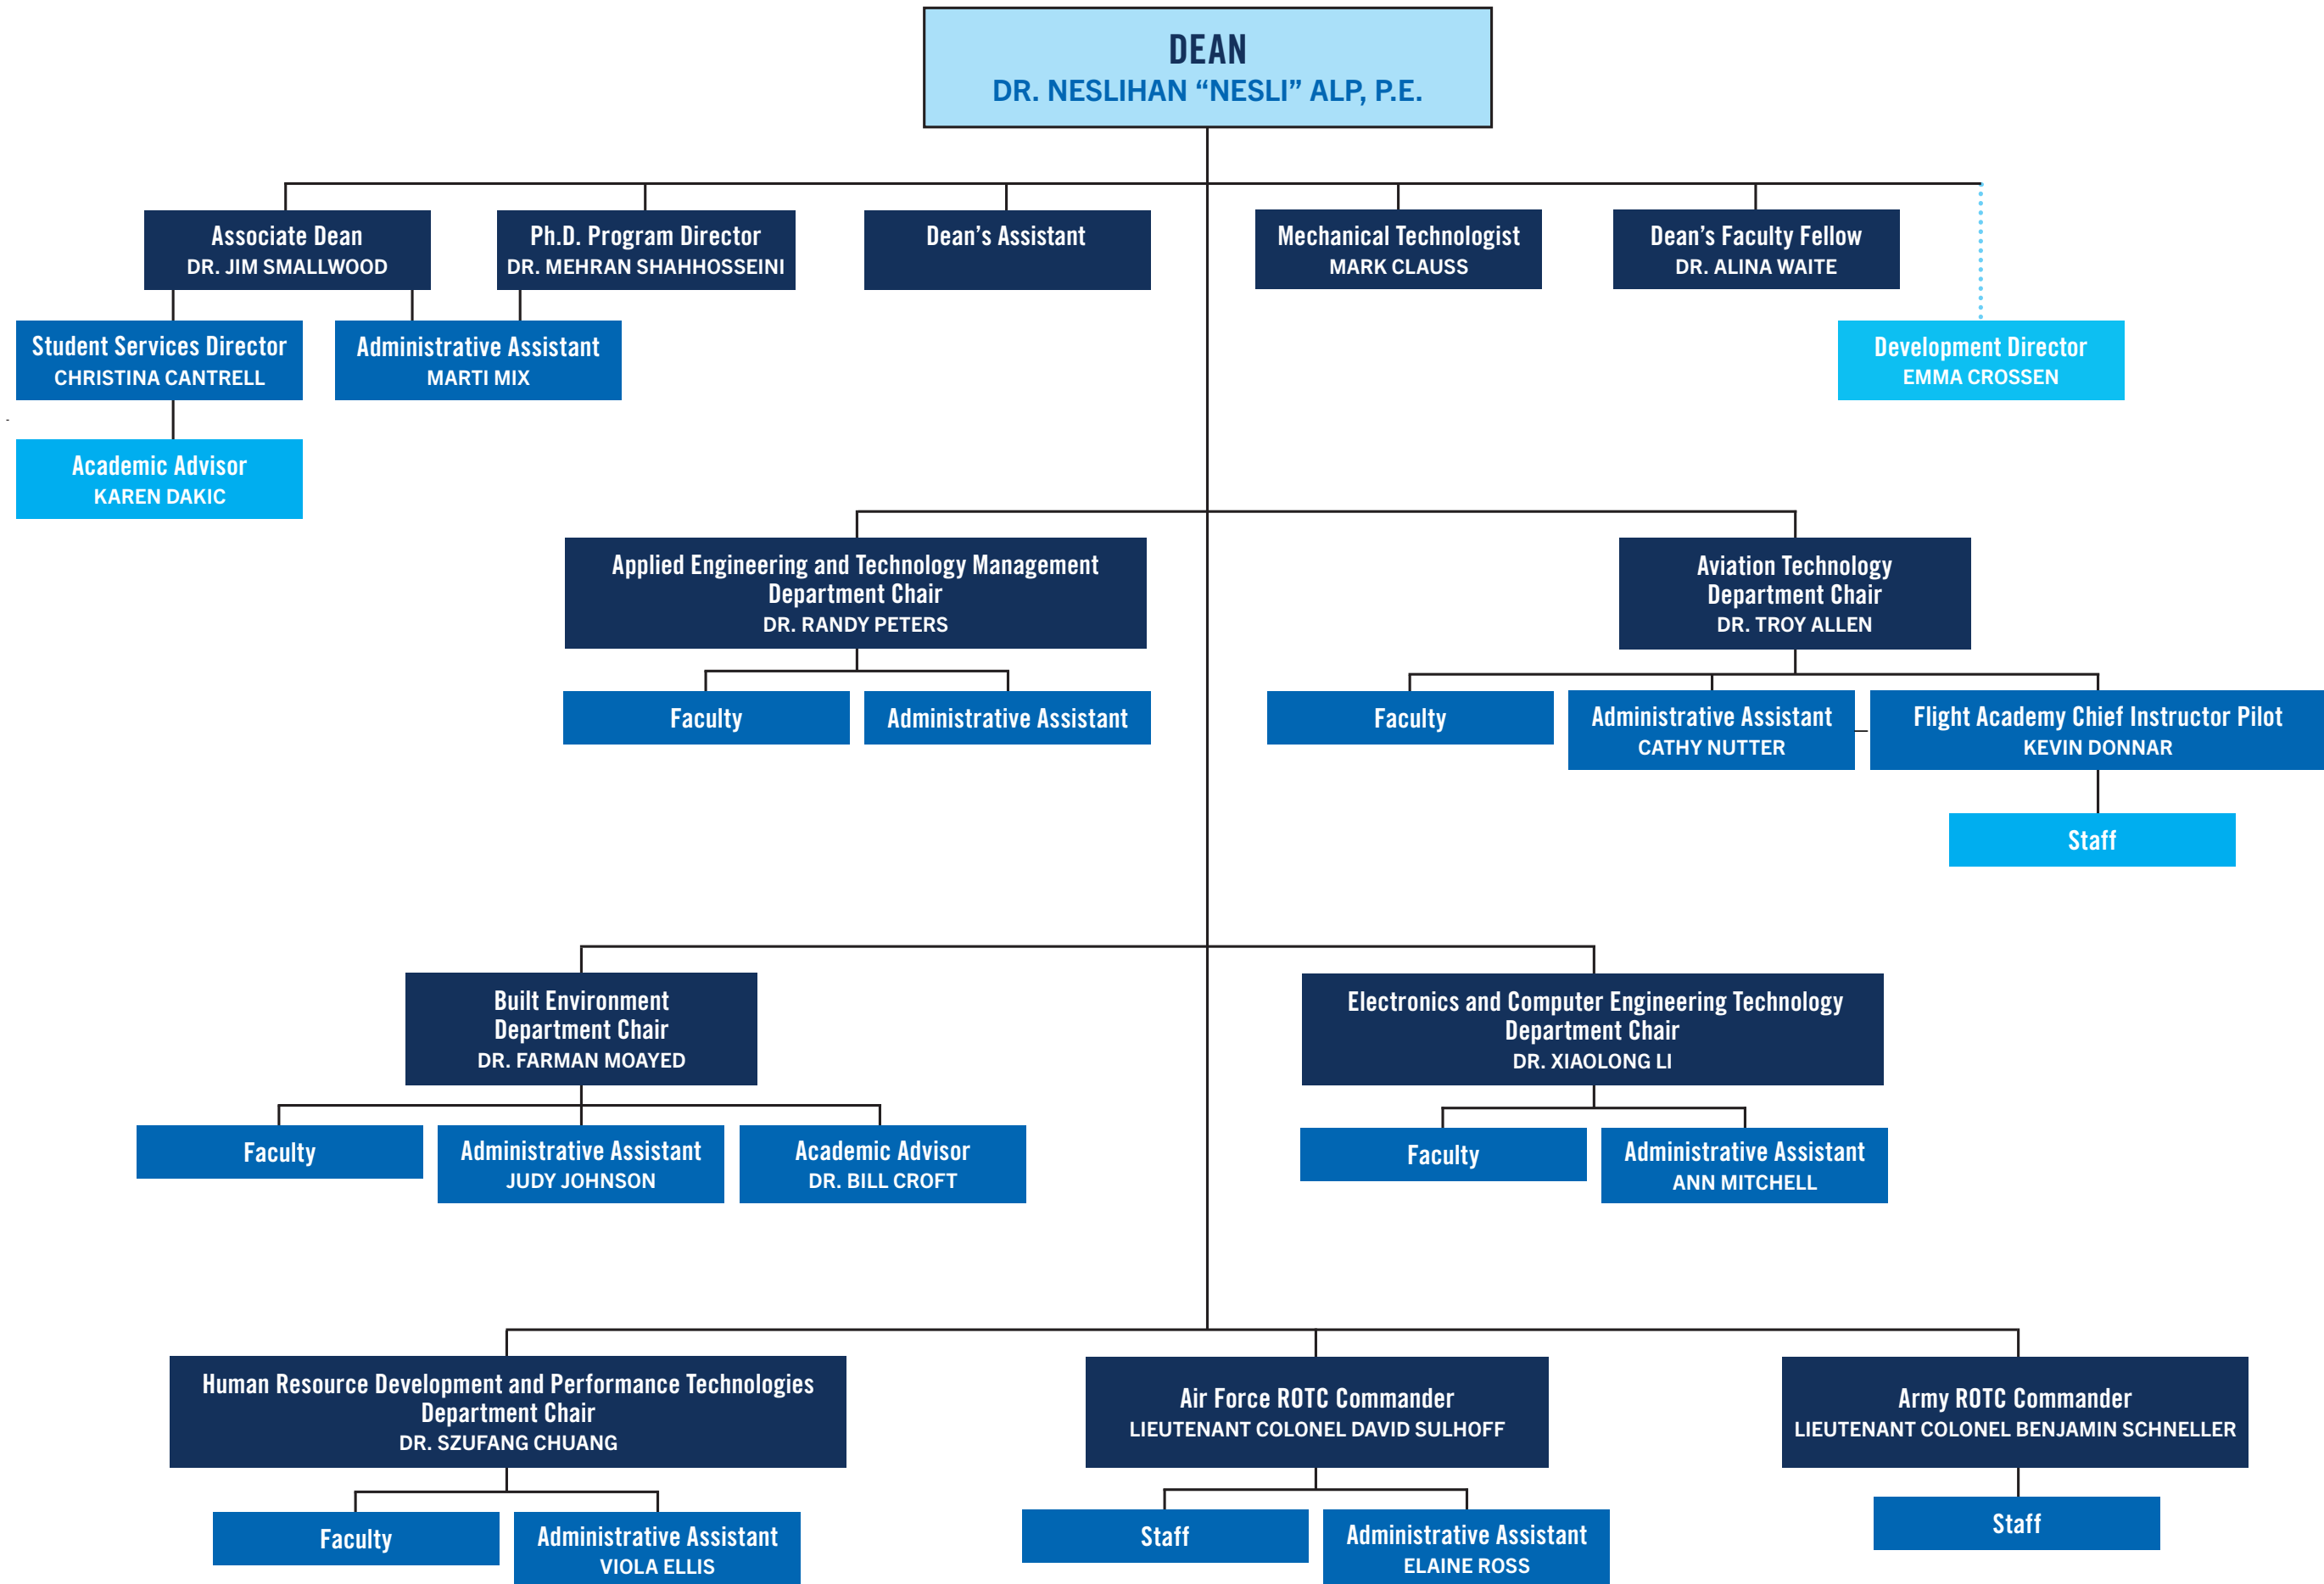 DEAN
DR. NESLIHAN “NESLI” ALP, P.E.
Associate Dean
DR. JIM SMALLWOOD
Ph.D. Program Director
DR. MEHRAN SHAHHOSSEINI
Dean’s Assistant
Mechanical Technologist
MARK CLAUSS
Dean’s Faculty Fellow
DR. ALINA WAITE
Student Services Director
CHRISTINA CANTRELL
Administrative Assistant
MARTI MIX
Development Director
EMMA CROSSEN
Academic Advisor
KAREN DAKIC
Applied Engineering and Technology Management
Department Chair
DR. RANDY PETERS
Aviation Technology
Department Chair
DR. TROY ALLEN
Faculty
Administrative Assistant
Faculty
Administrative Assistant
CATHY NUTTER
Flight Academy Chief Instructor Pilot
KEVIN DONNAR
Staff
Built Environment
Department Chair
DR. FARMAN MOAYED
Electronics and Computer Engineering Technology
Department Chair
DR. XIAOLONG LI
Faculty
Administrative Assistant
JUDY JOHNSON
Academic Advisor
DR. BILL CROFT
Faculty
Administrative Assistant
ANN MITCHELL
Human Resource Development and Performance Technologies
Department Chair
DR. SZUFANG CHUANG
Air Force ROTC Commander
LIEUTENANT COLONEL DAVID SULHOFF
Army ROTC Commander
LIEUTENANT COLONEL BENJAMIN SCHNELLER
Faculty
Administrative Assistant
VIOLA ELLIS
Staff
Administrative Assistant
ELAINE ROSS
Staff